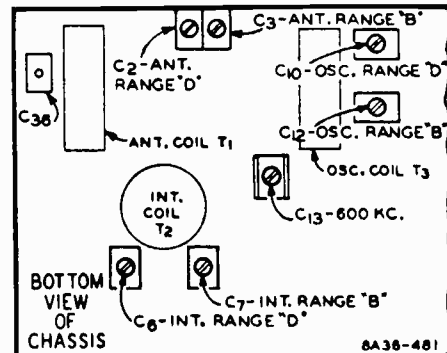 C2-ANT.
RANGE "D"
C3-ANT. RANGE "B"
C10-OSC. RANGE "D"
C12-OSC. RANGE "B"
C36
ANT. COIL T1
OSC. COIL T3
INT.
COIL
T2
C13-600 KC.
BOTTOM
VIEW
OF
CHASSIS
C7-INT. RANGE "B"
C6-INT. RANGE "D"
8A36-481